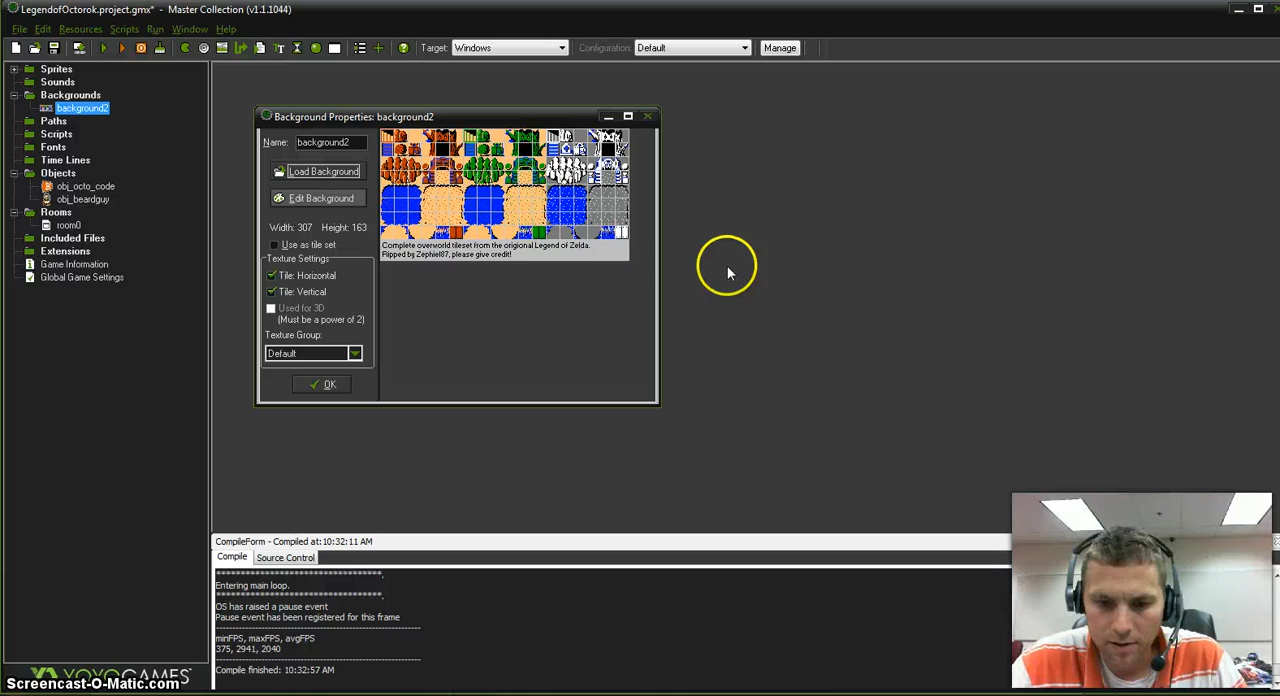 LegendofOctorok.project.gmx* - Master Collection (v1.1.1044)
File Edit Resources Scripts Run Window Help
Target: Windows Configuration: Default Manage
Sprites
Sounds
Backgrounds
background2
Paths
Scripts
Fonts
Time Lines
Objects
obj_octo_code
obj_beardguy
Rooms
room0
Included Files
Extensions
Game Information
Global Game Settings
Background Properties: background2
Name: background2
Load Background
Edit Background
Width: 307 Height: 163
Use as tile set
Texture Settings
Tile: Horizontal
Tile: Vertical
Used for 3D
(Must be a power of 2)
Texture Group:
Default
OK
Complete overworld tileset from the origional Legend of Zelda.
Ripped by Zephiel87, please give credit!
CompileForm - Compiled at:10:32:11 AM
Compile Source Control
**********************************.
Entering main loop.
**********************************.
OS has raised a pause event
Pause event has been registered for this frame
minFPS, maxFPS, avgFPS
375, 2941, 2040
Compile finished: 10:32:57 AM
YOYOGAMES™
Screencast-O-Matic.com